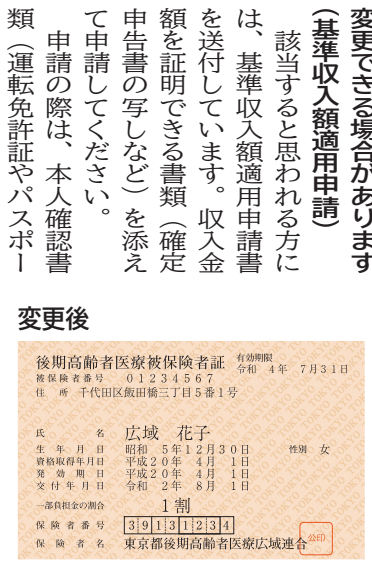 変更できる場合があります
（基準収入額適用申請）
該当すると思われる方に
は、基準収入額適用申請書
を送付しています。収入金
額を証明できる書類（確定
申告書の写しなど）を添え
て申請してください。
申請の際は、本人確認書
類（運転免許証やパスポー
変更後
後期高齢者医療被保険者証 有効期限 令和 4年 7月31日
被保険者番号 01234567
住所 千代田区飯田橋三丁目5番1号
氏名 広域 花子
生年月日 昭和 5年12月30日 性別 女
資格取得年月日 平成20年 4月 1日
発効期日 平成20年 4月 1日
交付年月日 令和 2年 8月 1日
一部負担金の割合 1割
保険者番号 39131234
保険者名 東京都後期高齢者医療広域連合 公印